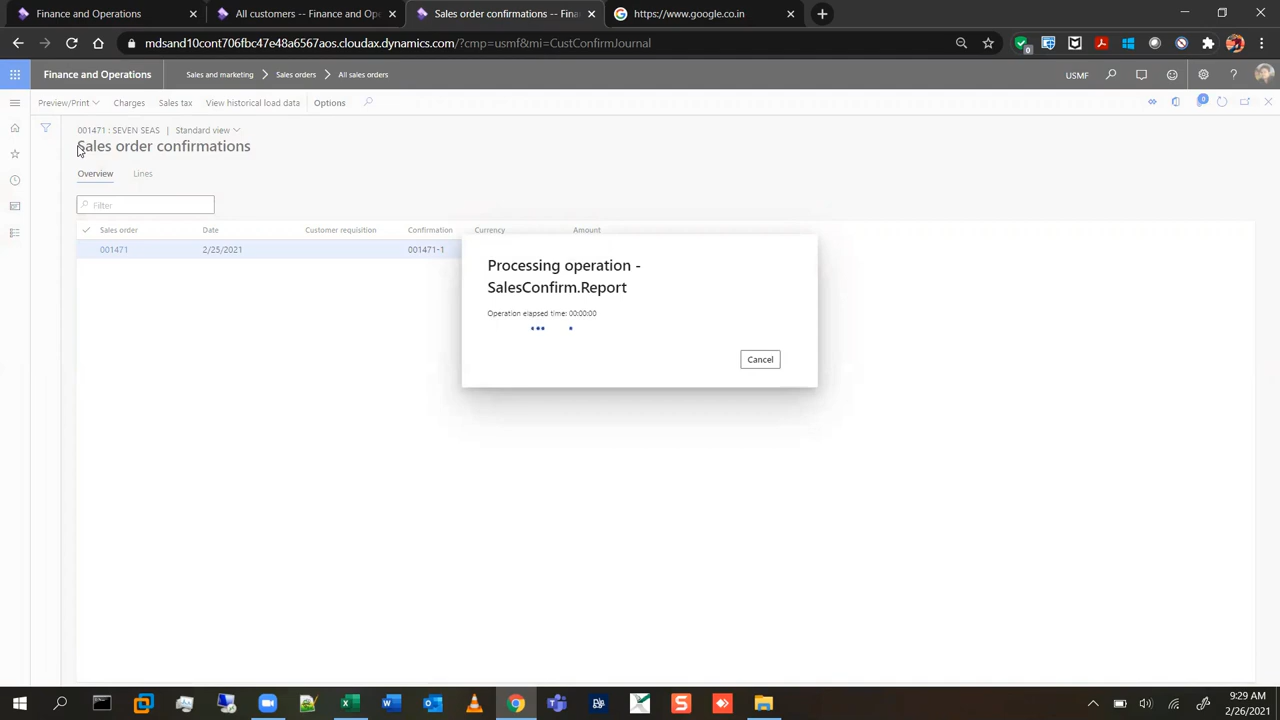 All customers -- Finance and Ope
Sales order confirmations -- Fina
https://www.google.co.in
Finance and Ope
mdsand10cont706fbc47e48a6567aos.cloudax.dynamics.com/?cmp=usmf&mi=CustConfirmJournal
Finance and Operations
Sales and marketing
Sales orders
All sales orders
USMF
Preview/Print
Charges
Sales tax
View historical load data
Options
0
001471 : SEVEN SEAS | Standard view
Sales order confirmations
Overview
Lines
Filter
Sales order
Date
Customer requisition
Confirmation
Currency
Amount
001471
2/25/2021
001471-1
Processing operation -
SalesConfirm.Report
Operation elapsed time: 00:00:00
Cancel
9:29 AM
2/26/2021